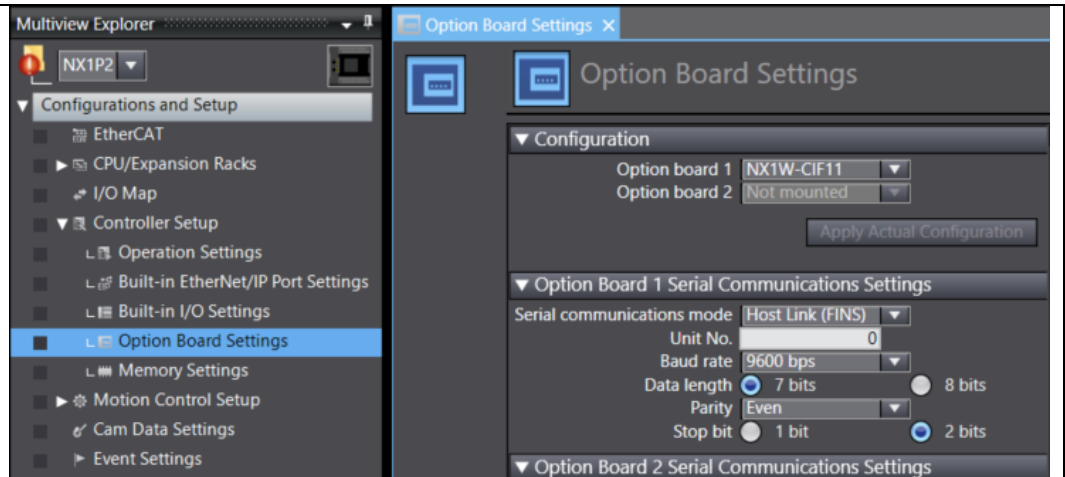 Multiview Explorer
NX1P2
Configurations and Setup
EtherCAT
CPU/Expansion Racks
I/O Map
Controller Setup
Operation Settings
Built-in EtherNet/IP Port Settings
Built-in I/O Settings
Option Board Settings
Memory Settings
Motion Control Setup
Cam Data Settings
Event Settings
Option Board Settings
Option Board Settings
Configuration
Option board 1 NX1W-CIF11
Option board 2 Not mounted
Apply Actual Configuration
Option Board 1 Serial Communications Settings
Serial communications mode Host Link (FINS)
Unit No. 0
Baud rate 9600 bps
Data length 7 bits 8 bits
Parity Even
Stop bit 1 bit 2 bits
Option Board 2 Serial Communications Settings